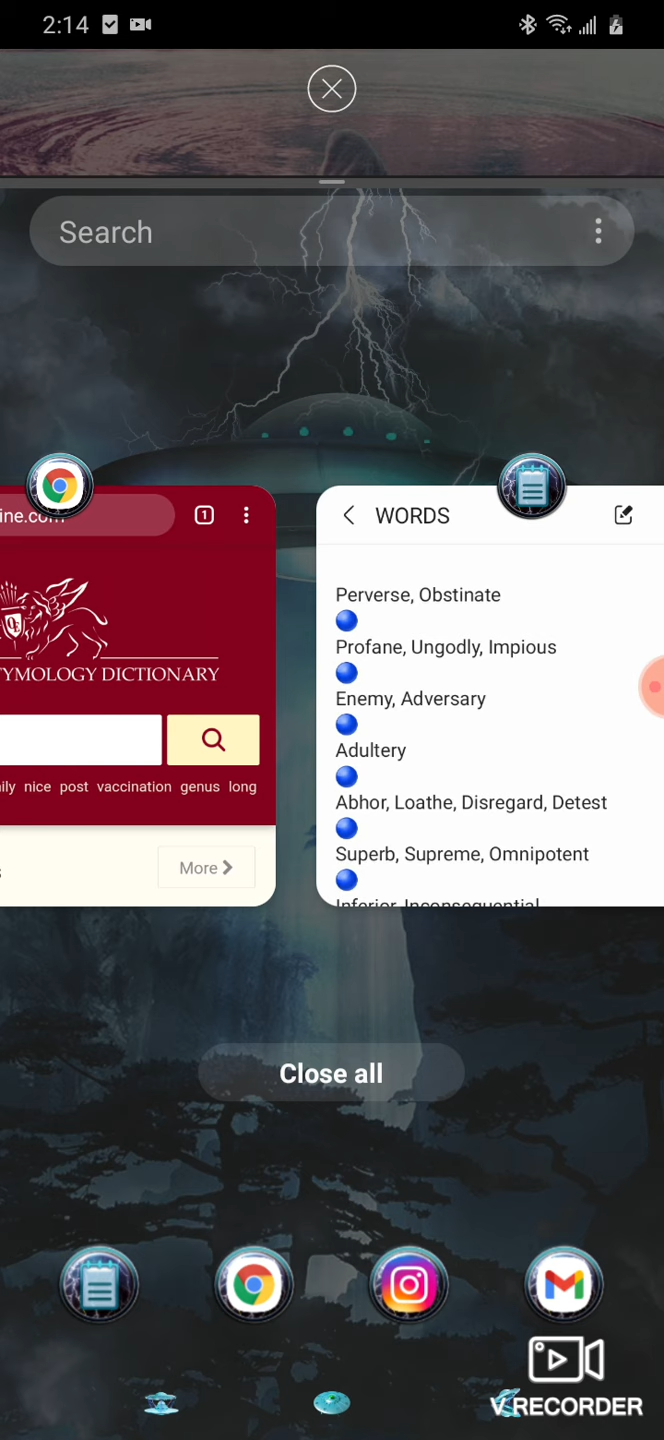 2:14
Search
ine.com
WORDS
TYMOLOGY DICTIONARY
ily nice post vaccination genus long
s
More
Perverse, Obstinate
Profane, Ungodly, Impious
Enemy, Adversary
Adultery
Abhor, Loathe, Disregard, Detest
Superb, Supreme, Omnipotent
Inferior, Inconsequential
Close all
V RECORDER